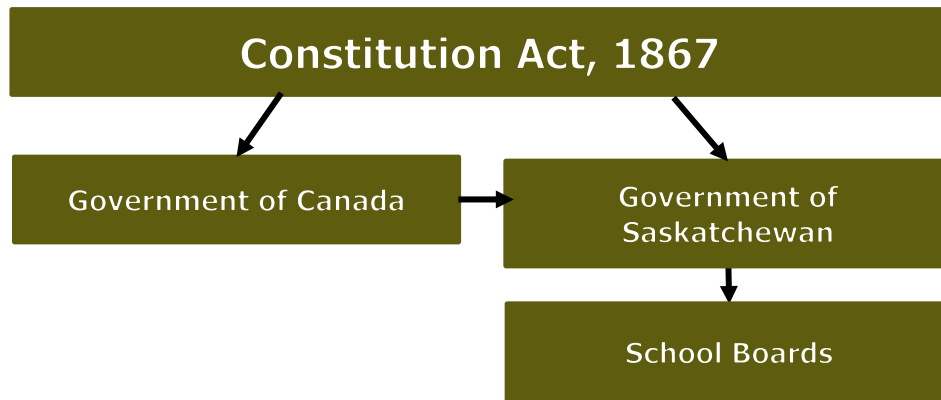 Constitution Act, 1867
Government of Canada
Government of
Saskatchewan
School Boards